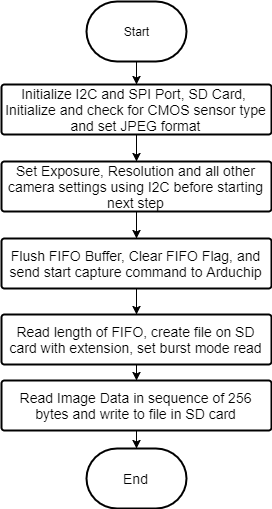 Start
Initialize I2C and SPI Port, SD Card,
Initialize and check for CMOS sensor type
and set JPEG format
Set Exposure, Resolution and all other
camera settings using I2C before starting
next step
Flush FIFO Buffer, Clear FIFO Flag, and
send start capture command to Arduchip
Read length of FIFO, create file on SD
card with extension, set burst mode read
Read Image Data in sequence of 256
bytes and write to file in SD card
End